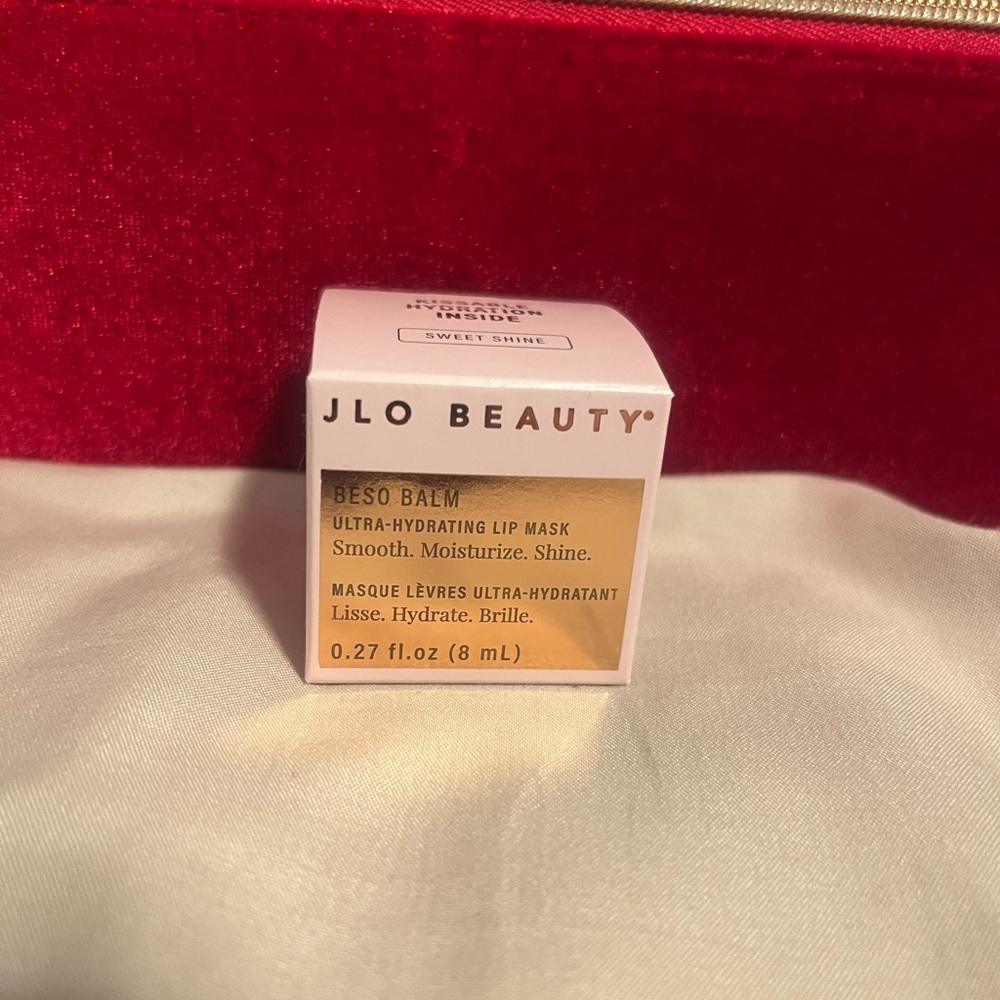 KISSABLE
HYDRATION
INSIDE
SWEET SHINE
JLO BEAUTY
BESO BALM
ULTRA-HYDRATING LIP MASK
Smooth. Moisturize. Shine.
MASQUE LÈVRES ULTRA-HYDRATANT
Lisse. Hydrate. Brille.
0.27 fl.oz (8 mL)